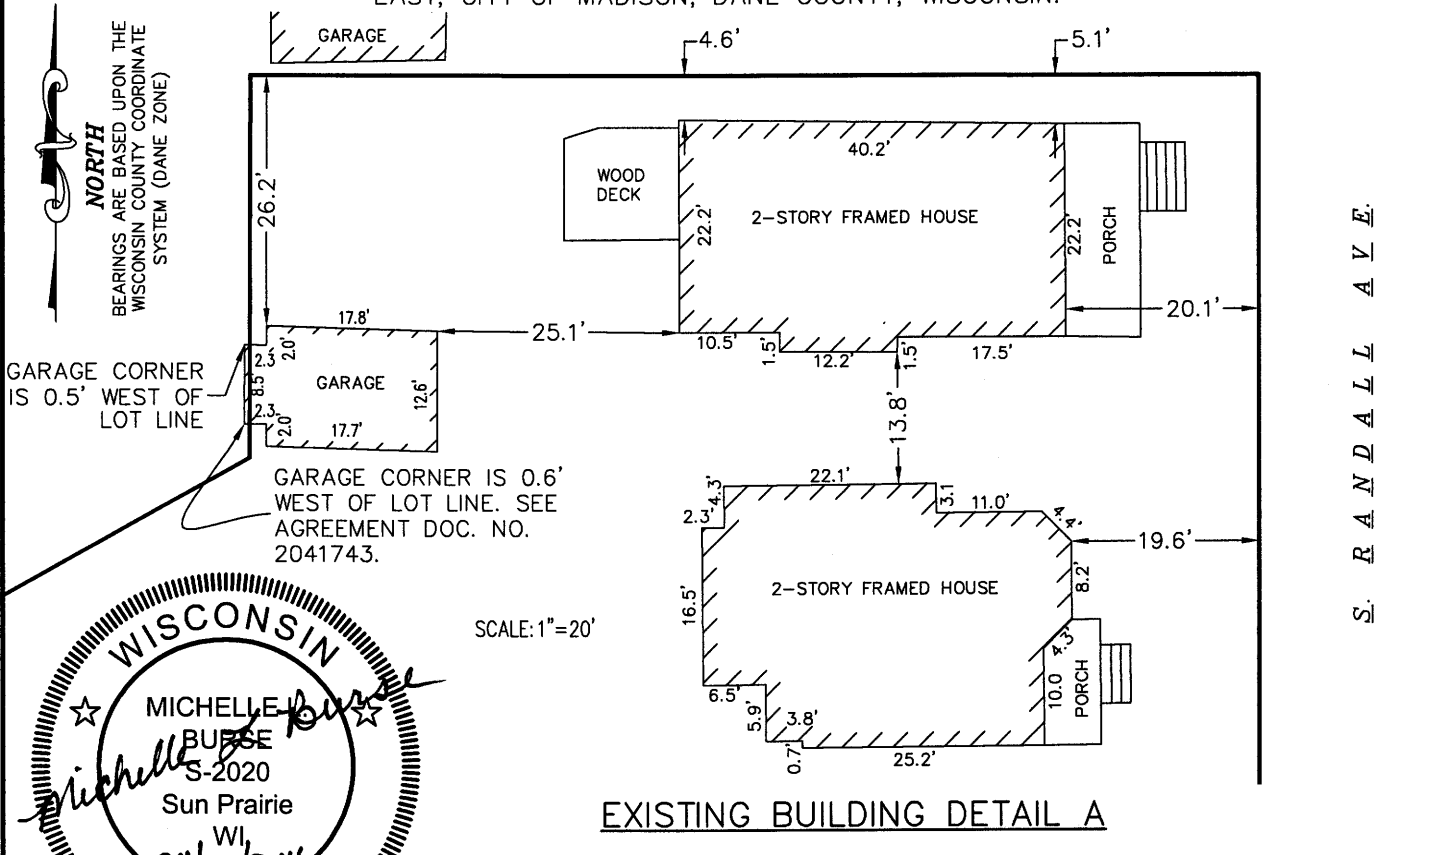 EAST, CITY OF MADISON, DANE COUNTY, WISCONSIN.
GARAGE
4.6'
5.1'
NORTH
BEARINGS ARE BASED UPON THE
WISCONSIN COUNTY COORDINATE
SYSTEM (DANE ZONE)
26.2'
WOOD
DECK
40.2'
22.2'
2-STORY FRAMED HOUSE
22.2'
PORCH
20.1'
S. RANDALL AVE.
17.8'
25.1'
10.5'
1.5'
12.2'
1.5'
17.5'
GARAGE CORNER
IS 0.5' WEST OF
LOT LINE
2.3
2.0'
8.5'
GARAGE
12.6'
2.3
2.0'
17.7'
13.8'
GARAGE CORNER IS 0.6'
WEST OF LOT LINE. SEE
AGREEMENT DOC. NO.
2041743.
4.3'
22.1'
3.1
11.0'
4.4'
2.3'
19.6'
16.5'
2-STORY FRAMED HOUSE
8.2'
4.3'
10.0
PORCH
6.5'
5.9'
3.8'
0.7'
25.2'
SCALE: 1"=20'
WISCONSIN
MICHELLE L.
BURSE
S-2020
Sun Prairie
WI
Michelle L Burse
EXISTING BUILDING DETAIL A